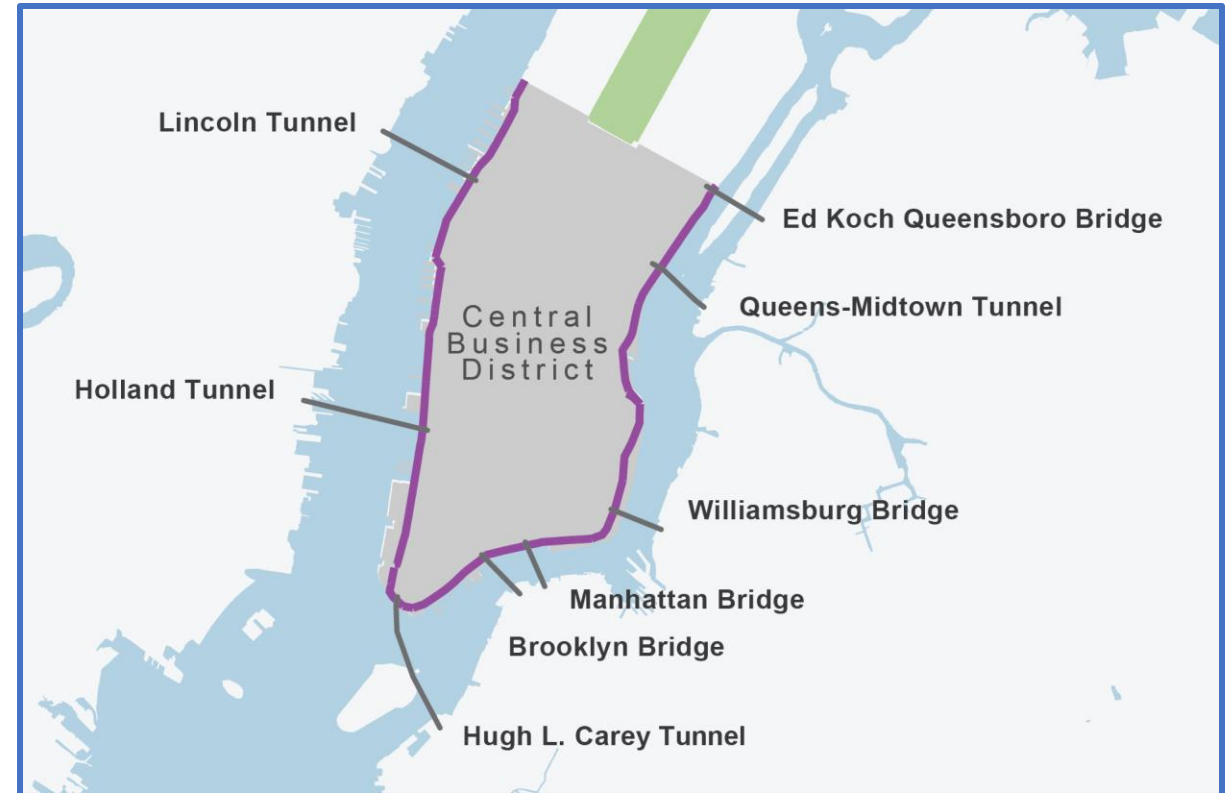 Lincoln Tunnel
Ed Koch Queensboro Bridge
Queens-Midtown Tunnel
Central
Business
District
Holland Tunnel
Williamsburg Bridge
Manhattan Bridge
Brooklyn Bridge
Hugh L. Carey Tunnel